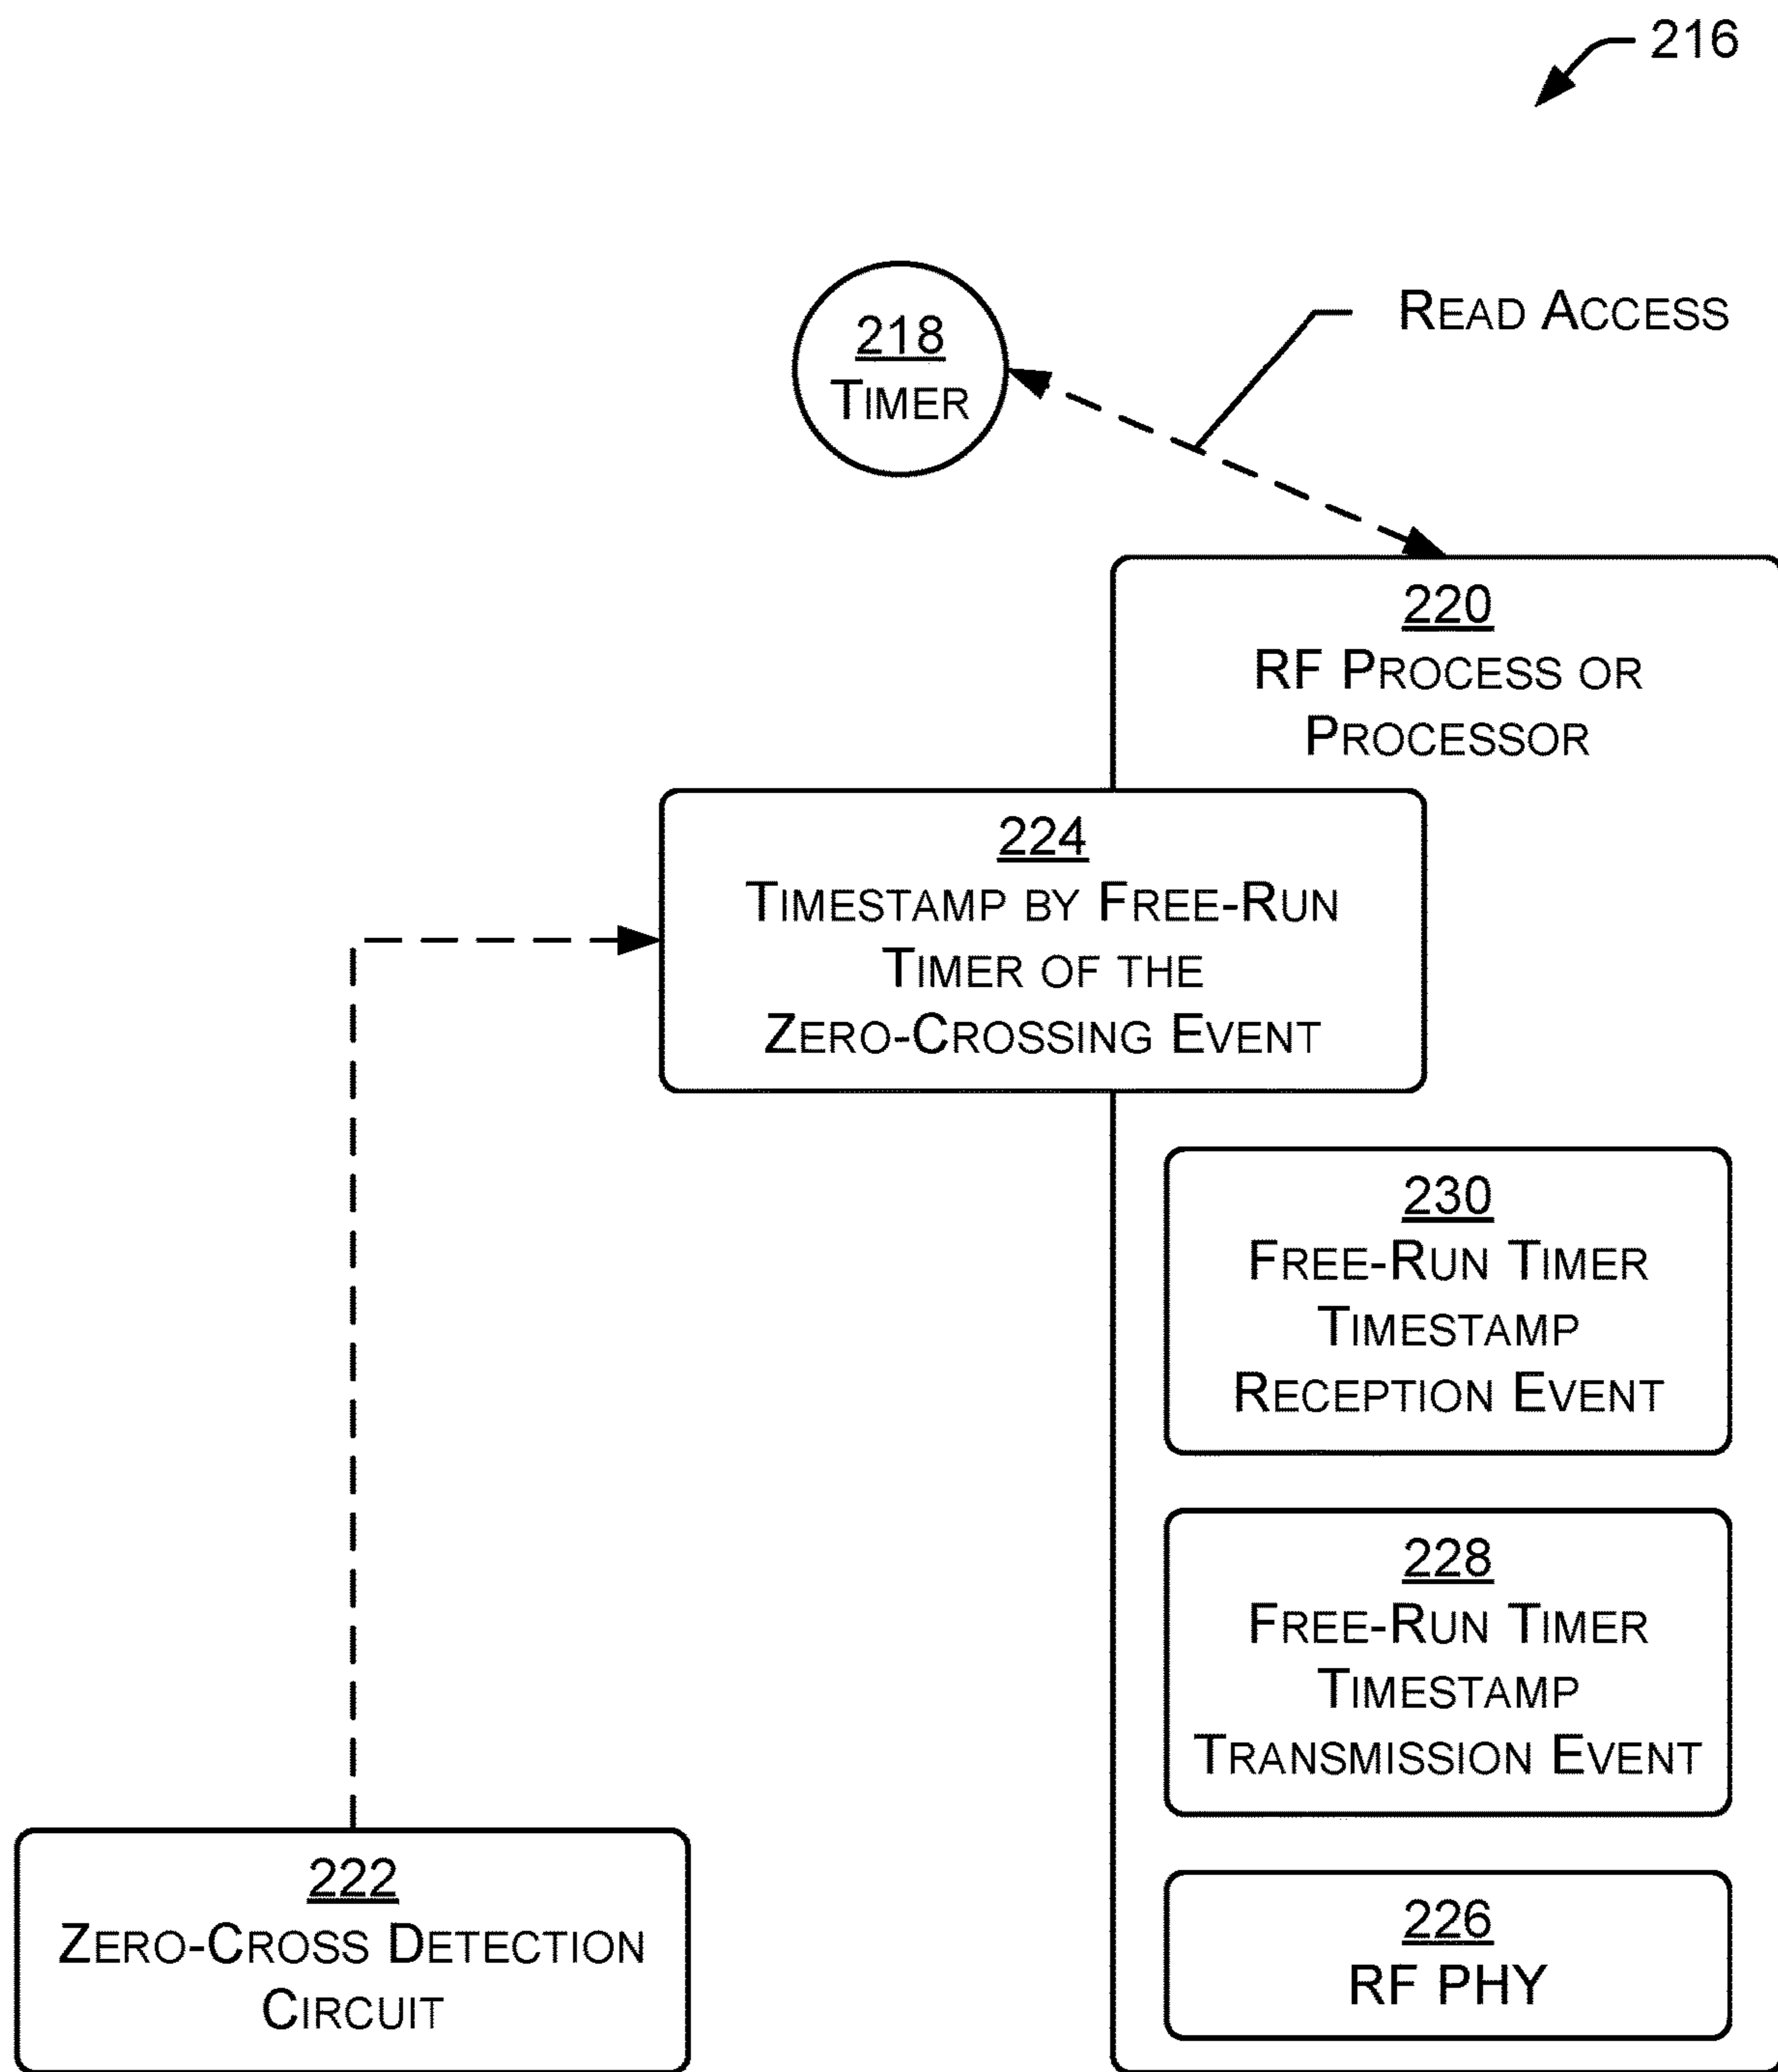 216
218
TIMER
READ ACCESS
220
RF PROCESS OR
PROCESSOR
224
TIMESTAMP BY FREE-RUN
TIMER OF THE
ZERO-CROSSING EVENT
230
FREE-RUN TIMER
TIMESTAMP
RECEPTION EVENT
228
FREE-RUN TIMER
TIMESTAMP
TRANSMISSION EVENT
222
ZERO-CROSS DETECTION
CIRCUIT
226
RF PHY